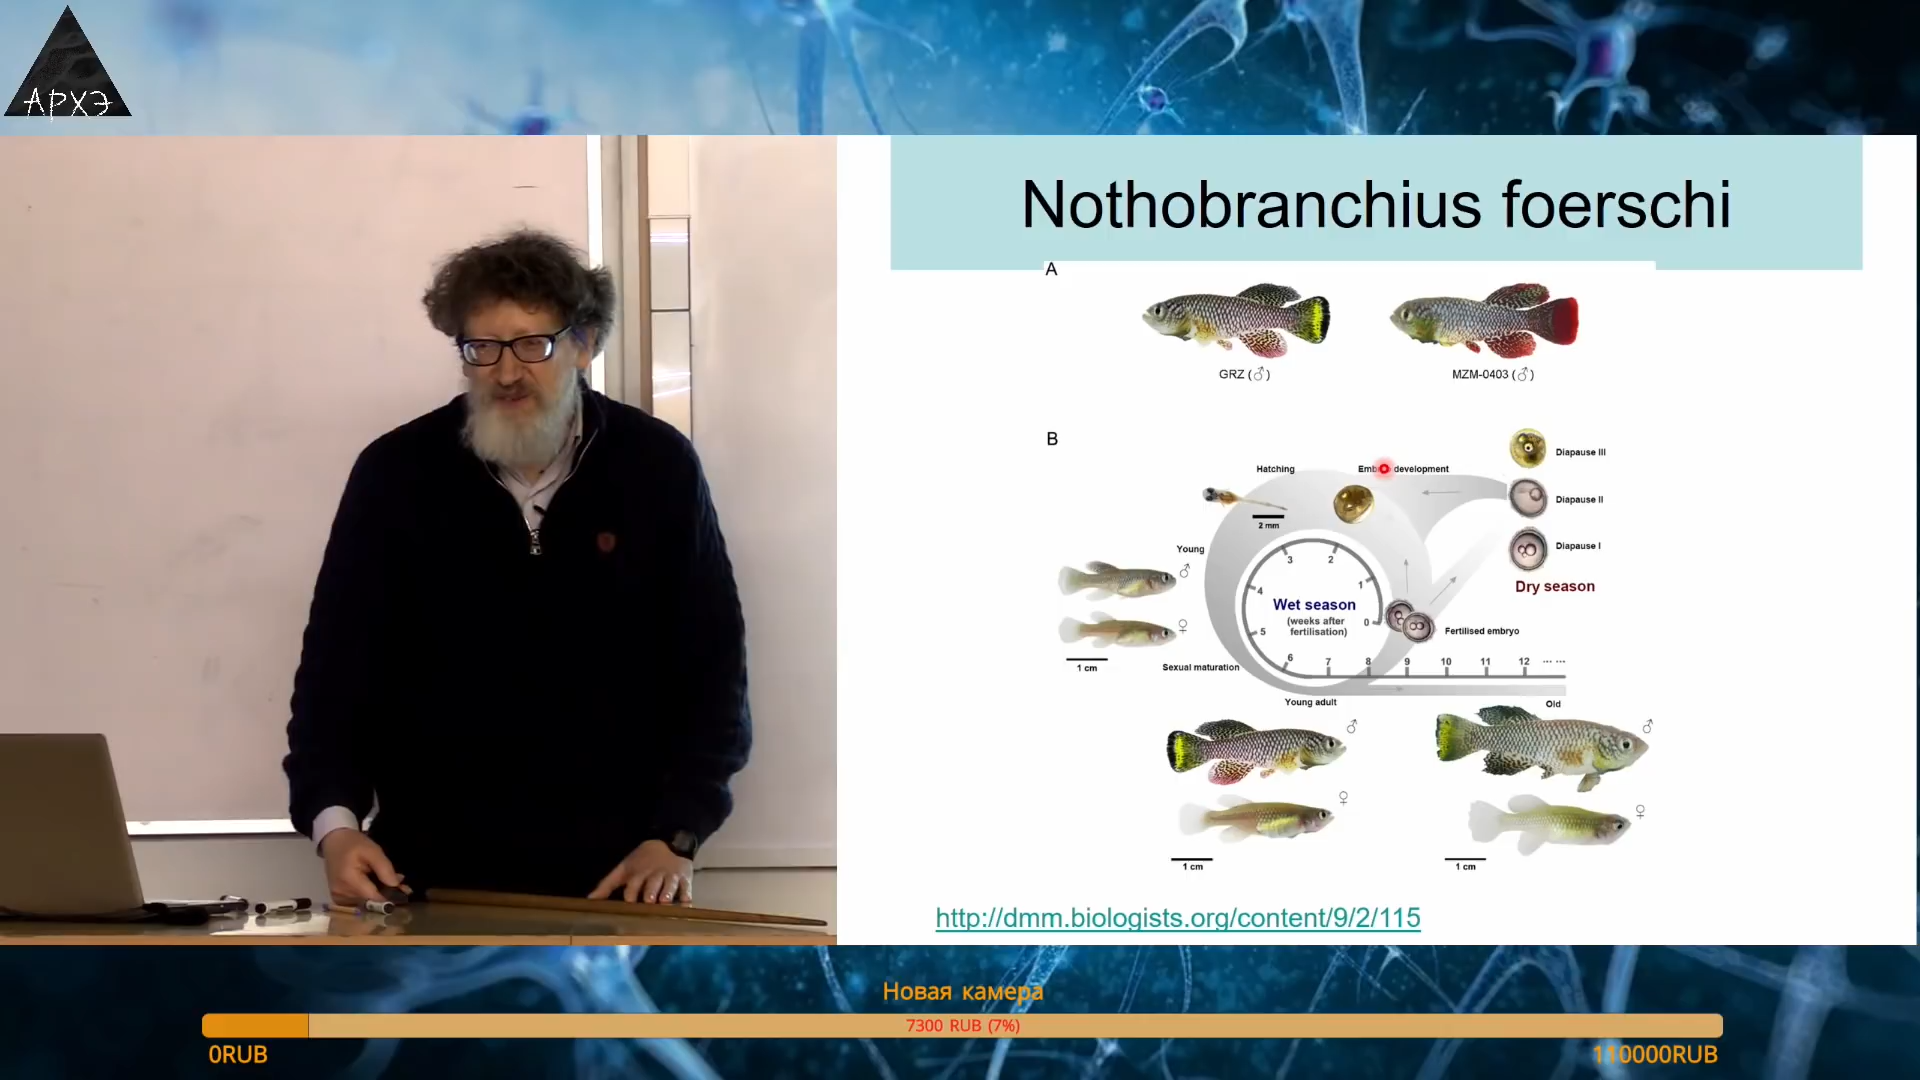 АРХЭ
Nothobranchius foerschi
A
GRZ (♂)
MZM-0403 (♂)
B
Hatching
Emb development
Diapause III
Diapause II
Diapause I
Dry season
2 mm
Young
♂
♀
1 cm
Sexual maturation
Wet season
(weeks after
fertilisation)
0
1
2
3
4
5
6
7
8
9
10
11
12
... ...
Fertilised embryo
Young adult
Old
♂
♂
♀
♀
1 cm
1 cm
http://dmm.biologists.org/content/9/2/115
Новая камера
7300 RUB (7%)
0RUB
110000RUB